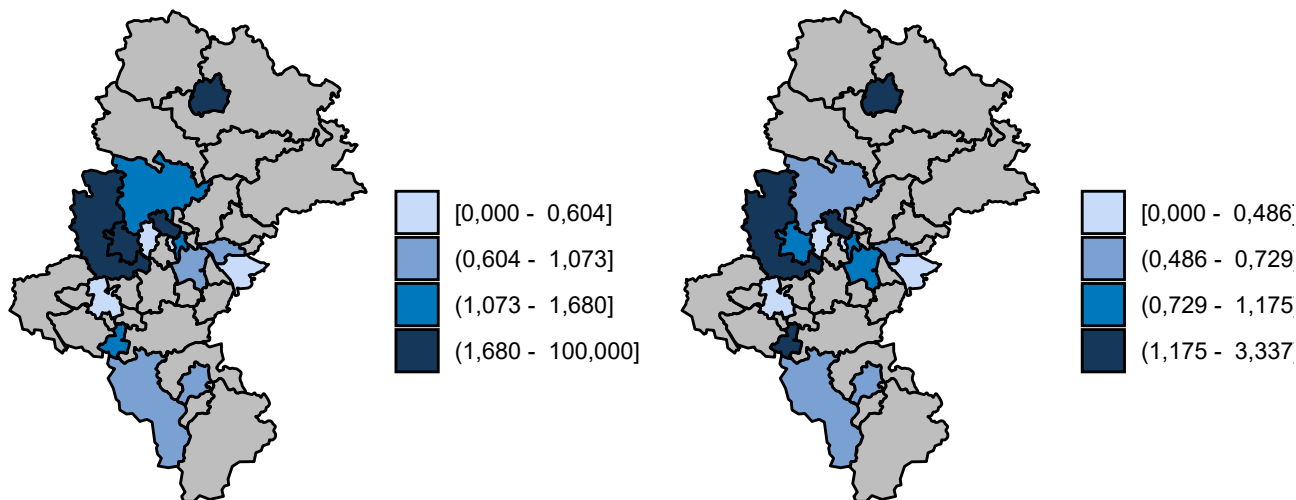 [0,000 - 0,604]
(0,604 - 1,073]
(1,073 - 1,680]
(1,680 - 100,000]
[0,000 - 0,486]
(0,486 - 0,729]
(0,729 - 1,175]
(1,175 - 3,337]